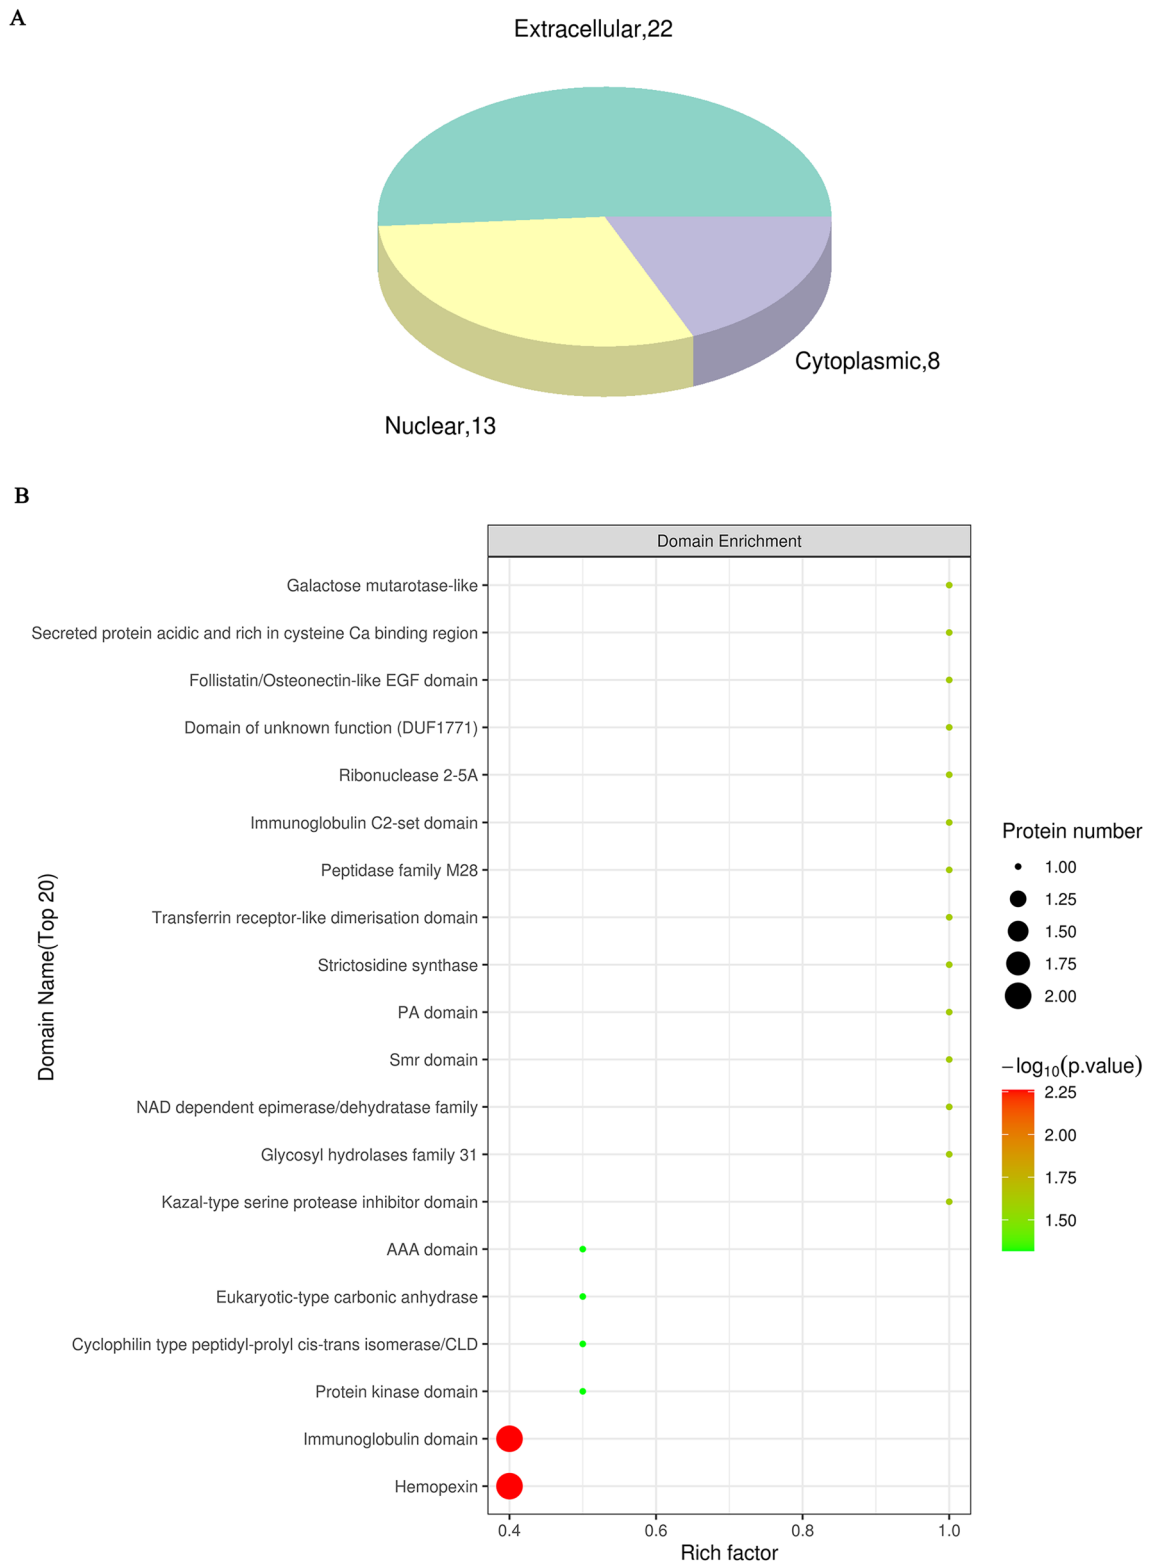 A
Extracellular,22
Cytoplasmic,8
Nuclear,13
B
Domain Enrichment
Galactose mutarotase-like
Secreted protein acidic and rich in cysteine Ca binding region
Follistatin/Osteonectin-like EGF domain
Domain of unknown function (DUF1771)
Ribonuclease 2-5A
Immunoglobulin C2-set domain
Peptidase family M28
Transferrin receptor-like dimerisation domain
Strictosidine synthase
PA domain
Smr domain
NAD dependent epimerase/dehydratase family
Glycosyl hydrolases family 31
Kazal-type serine protease inhibitor domain
AAA domain
Eukaryotic-type carbonic anhydrase
Cyclophilin type peptidyl-prolyl cis-trans isomerase/CLD
Protein kinase domain
Immunoglobulin domain
Hemopexin
Domain Name(Top 20)
0.4 0.6 0.8 1.0
Rich factor
Protein number
1.00
1.25
1.50
1.75
2.00
−log₁₀(p.value)
2.25
2.00
1.75
1.50